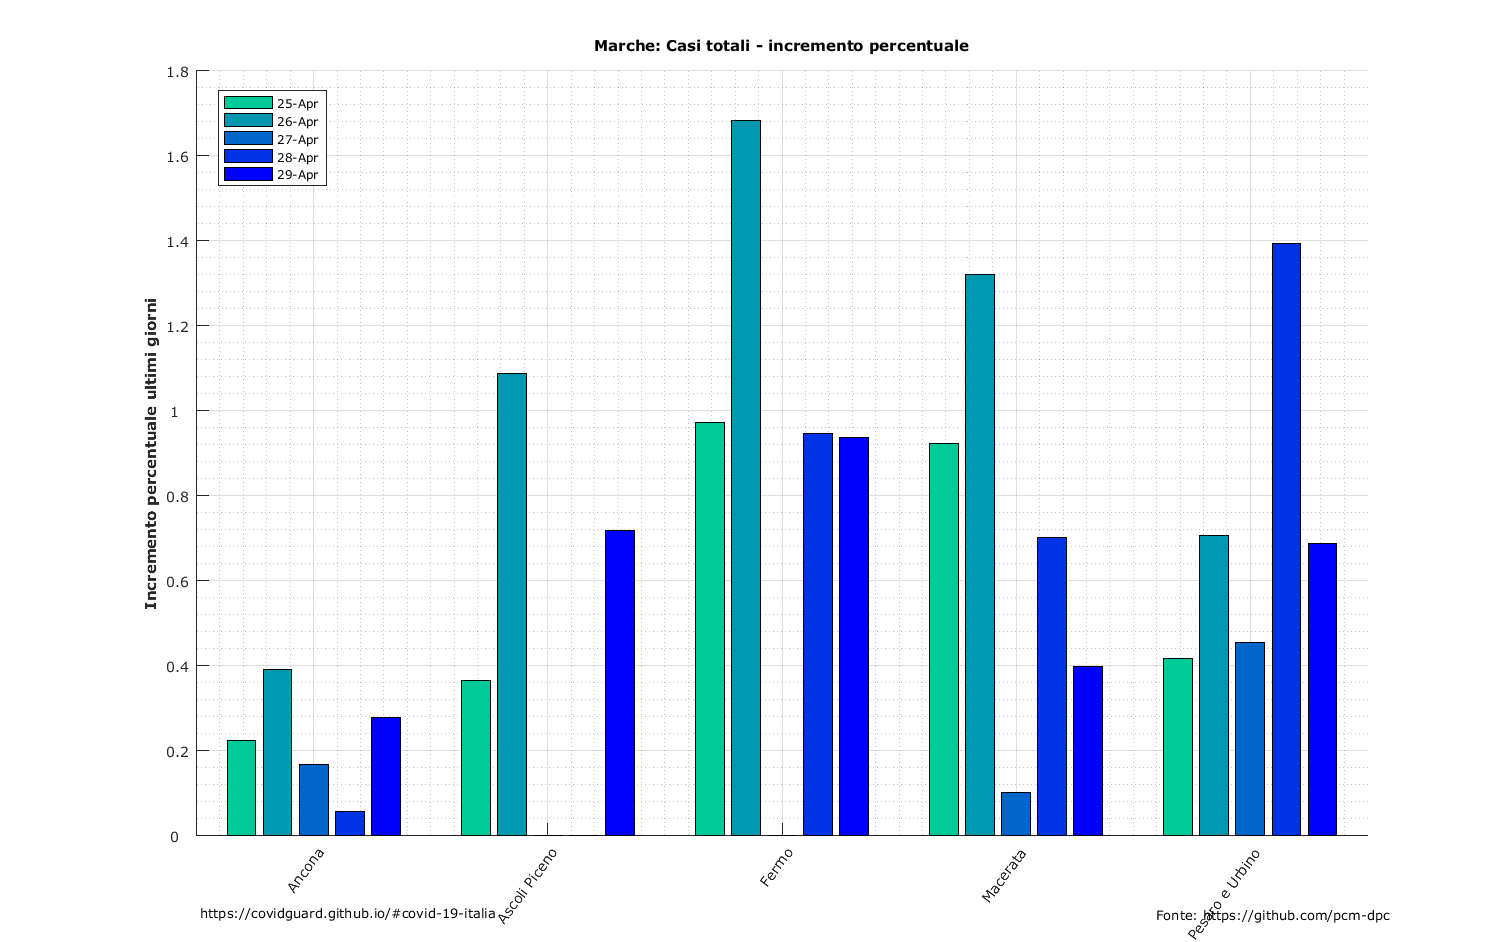 Marche: Casi totali - incremento percentuale
25-Apr
26-Apr
27-Apr
28-Apr
29-Apr
Incremento percentuale ultimi giorni
1.8
1.6
1.4
1.2
1
0.8
0.6
0.4
0.2
0
Ancona
Ascoli Piceno
Fermo
Macerata
Pesaro e Urbino
https://covidguard.github.io/#covid-19-italia
Fonte: https://github.com/pcm-dpc